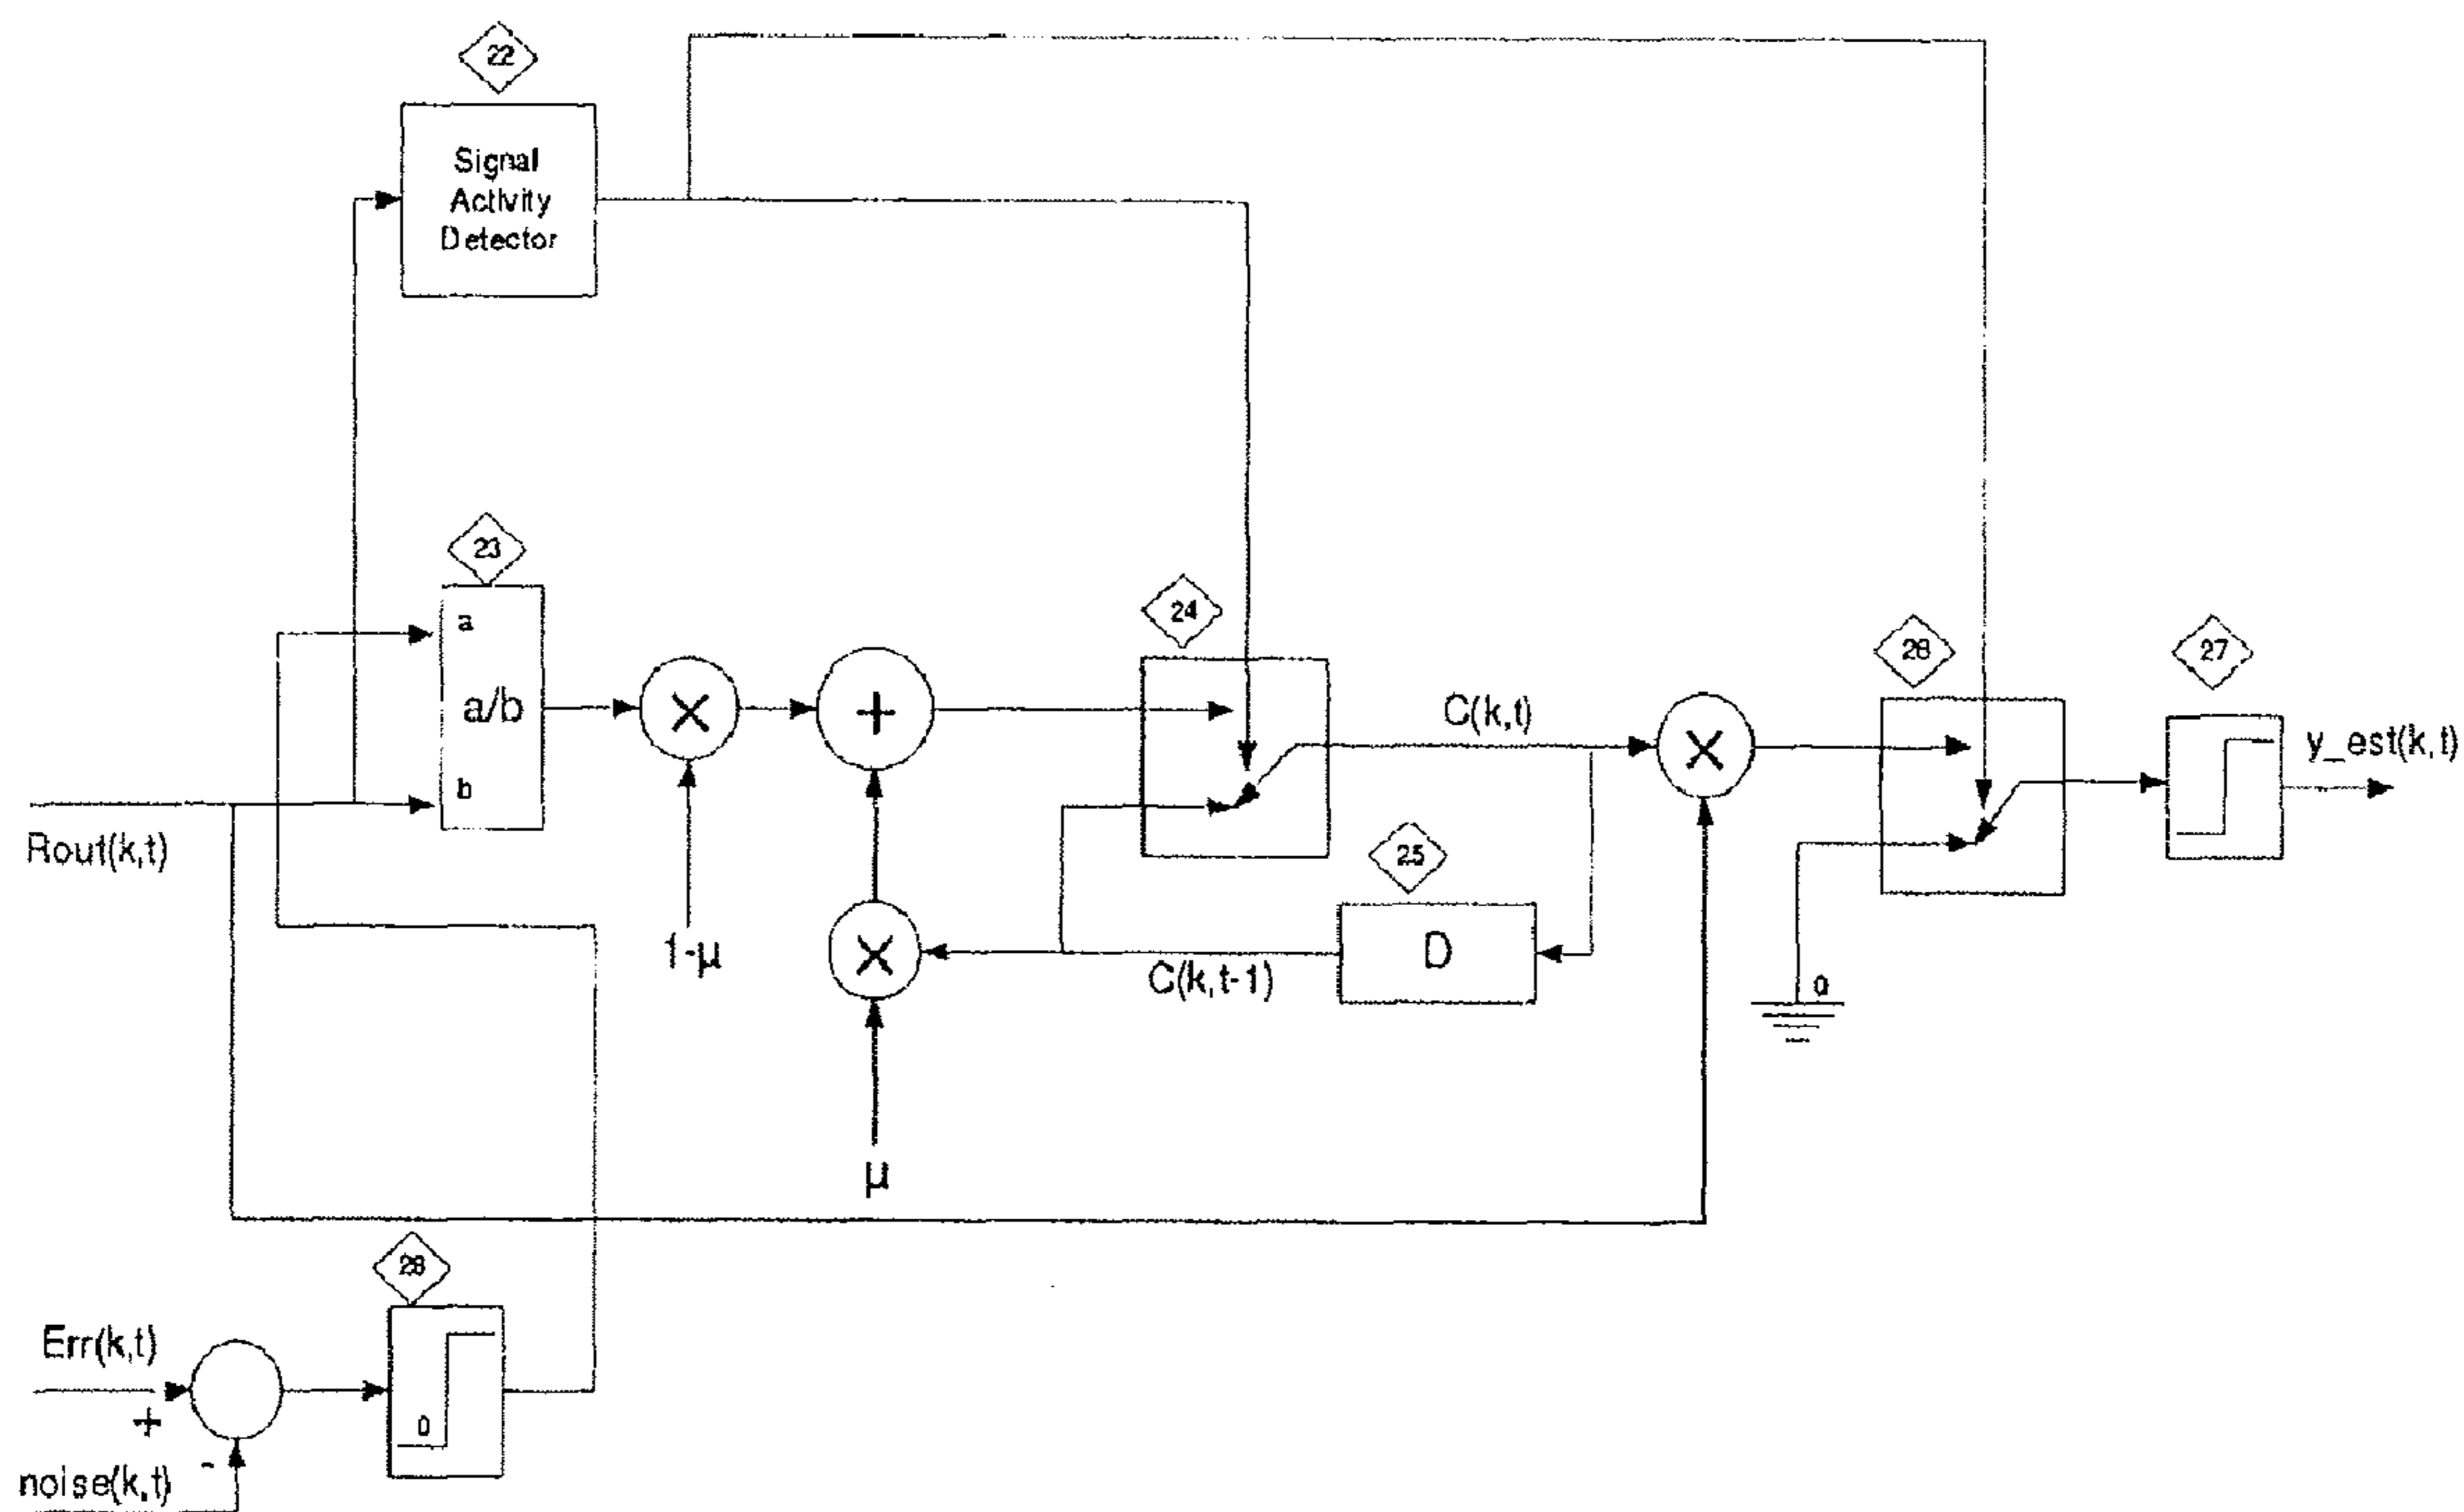 22
Signal
Activity
Detector
23
a
a/b
b
Rout(k,t)
24
C(k,t)
26
27
y_est(k,t)
×
+
×
1-μ
×
C(k,t-1)
25
D
0
μ
28
Err(k,t)
+
0
-
noise(k,t)